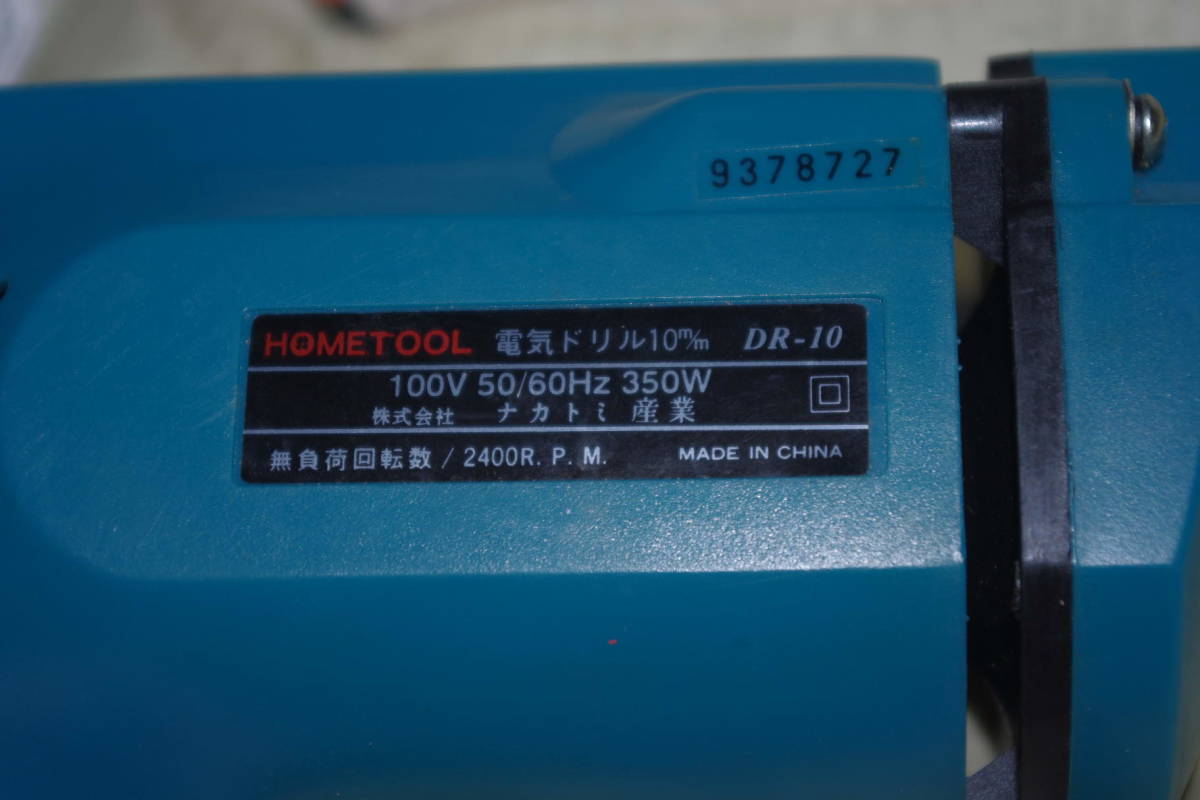 9378727
HOMETOOL 電気ドリル10m/m DR-10
100V 50/60Hz 350W
株式会社 ナカトミ産業
無負荷回転数/2400R.P.M. MADE IN CHINA